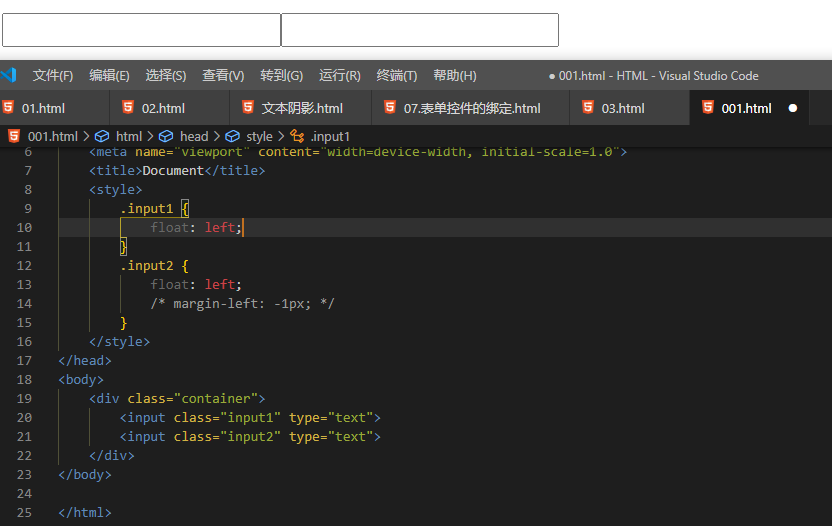 文件(F) 编辑(E) 选择(S) 查看(V) 转到(G) 运行(R) 终端(T) 帮助(H) ● 001.html - HTML - Visual Studio Code
01.html 02.html 文本阴影.html 07.表单控件的绑定.html 03.html 001.html ●
001.html > html > head > style > .input1
6 <meta name="viewport" content="width=device-width, initial-scale=1.0">
7 <title>Document</title>
8 <style>
9 .input1 {
10 float: left;
11 }
12 .input2 {
13 float: left;
14 /* margin-left: -1px; */
15 }
16 </style>
17 </head>
18 <body>
19 <div class="container">
20 <input class="input1" type="text">
21 <input class="input2" type="text">
22 </div>
23 </body>
24
25 </html>